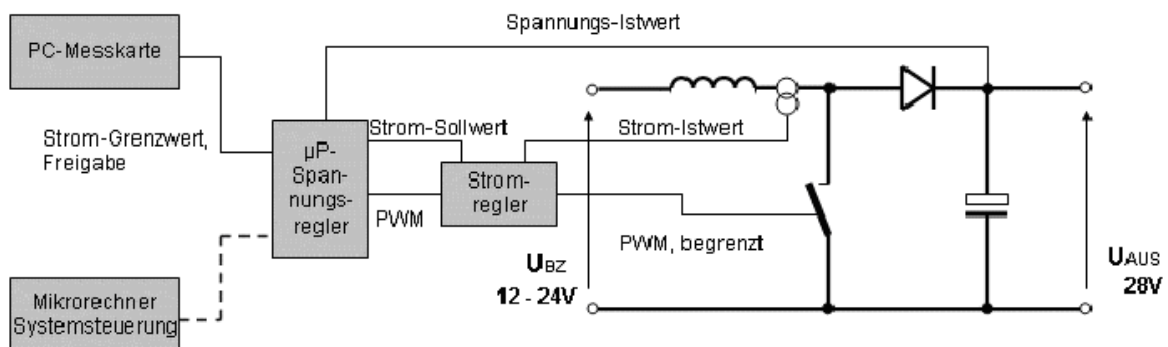 Spannungs-Istwert
PC-Messkarte
Strom-Grenzwert,
Freigabe
µP-
Span-
nungs-
regler
Strom-Sollwert
Strom-Istwert
Strom-
regler
PWM
PWM, begrenzt
UBZ
12 - 24V
UAUS
28V
Mikrorechner
Systemsteuerung